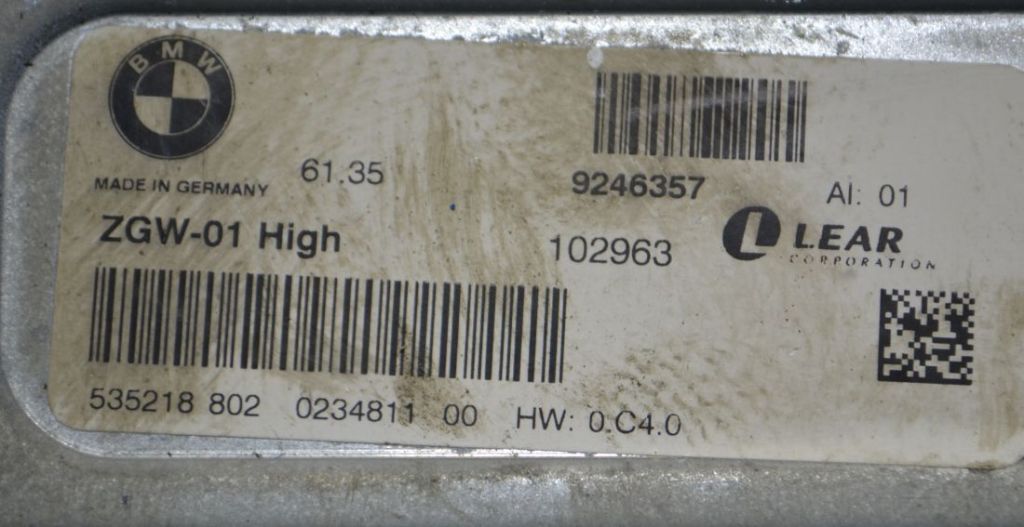 BMW
MADE IN GERMANY 61.35
9246357 AI: 01
ZGW-01 High 102963
LEAR
CORPORATION
535218 802 0234811 00 HW: 0.C4.0